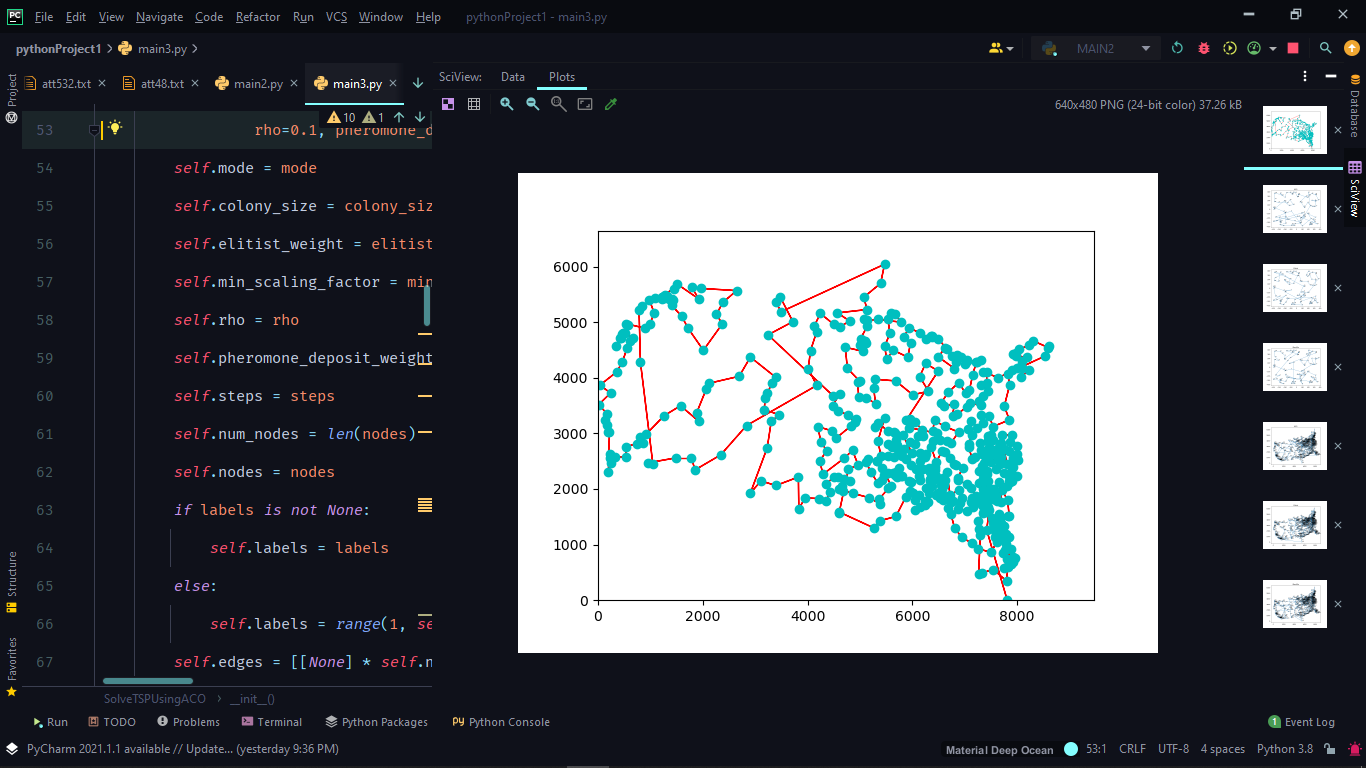 PC File Edit View Navigate Code Refactor Run VCS Window Help pythonProject1 - main3.py
pythonProject1 main3.py MAIN2
att532.txt att48.txt main2.py main3.py
SciView: Data Plots
640x480 PNG (24-bit color) 37.26 kB
10 1
53 rho=0.1, pheromone_d
54 self.mode = mode
55 self.colony_size = colony_siz
56 self.elitist_weight = elitist
57 self.min_scaling_factor = min
58 self.rho = rho
59 self.pheromone_deposit_weight
60 self.steps = steps
61 self.num_nodes = len(nodes)
62 self.nodes = nodes
63 if labels is not None:
64 self.labels = labels
65 else:
66 self.labels = range(1, se
67 self.edges = [[None] * self.n
SolveTSPUsingACO __init__()
6000
5000
4000
3000
2000
1000
0
0 2000 4000 6000 8000
Project
Structure
Favorites
Database
SciView
Run TODO Problems Terminal Python Packages Python Console 1 Event Log
PyCharm 2021.1.1 available // Update... (yesterday 9:36 PM) Material Deep Ocean 53:1 CRLF UTF-8 4 spaces Python 3.8